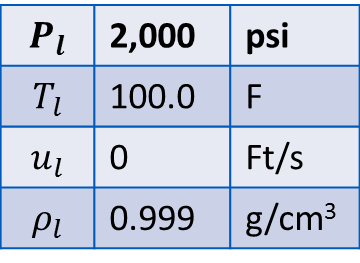 P_l 2,000 psi
T_l 100.0 F
u_l 0 Ft/s
ρ_l 0.999 g/cm³